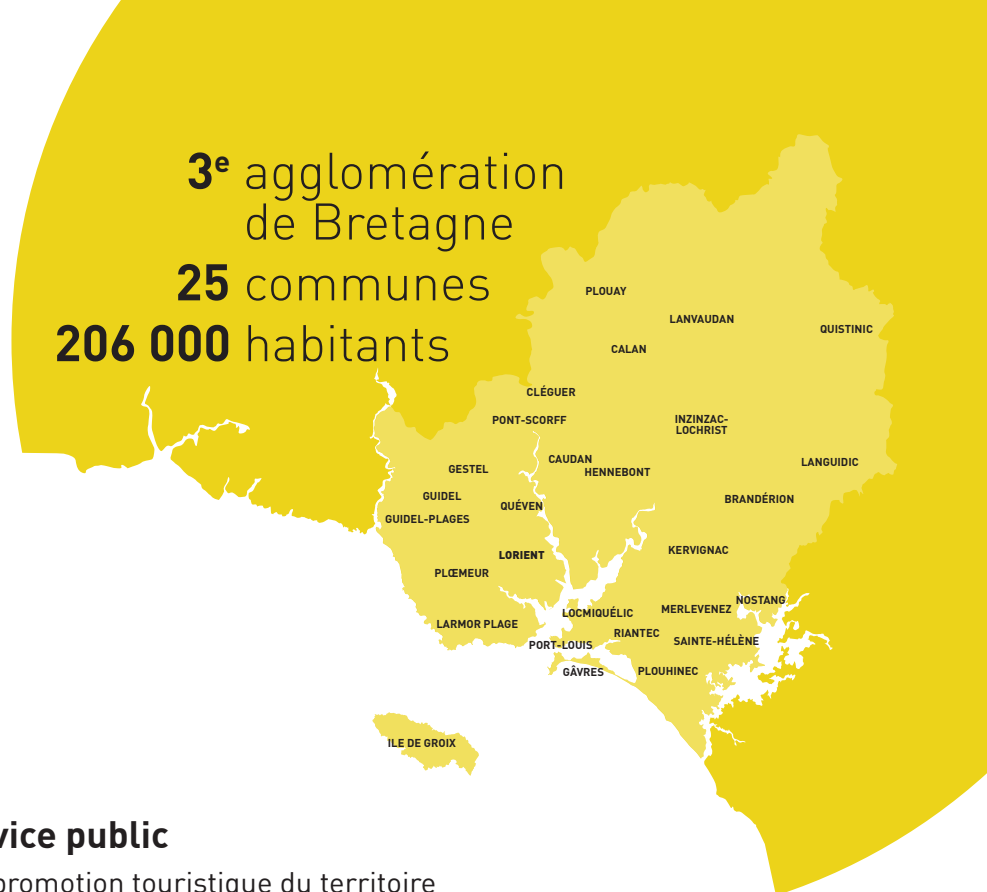 3e agglomération
de Bretagne
25 communes
206 000 habitants
PLOUAY
LANVAUDAN
QUISTINIC
CALAN
CLÉGUER
PONT-SCORFF
INZINZAC-
LOCHRIST
CAUDAN
LANGUIDIC
GESTEL
HENNEBONT
GUIDEL
BRANDÉRION
QUÉVEN
GUIDEL-PLAGES
KERVIGNAC
LORIENT
PLŒMEUR
NOSTANG
MERLEVENEZ
LOCMIQUÉLIC
LARMOR PLAGE
RIANTEC
SAINTE-HÉLÈNE
PORT-LOUIS
GÂVRES
PLOUHINEC
ILE DE GROIX
vice public
promotion touristique du territoire